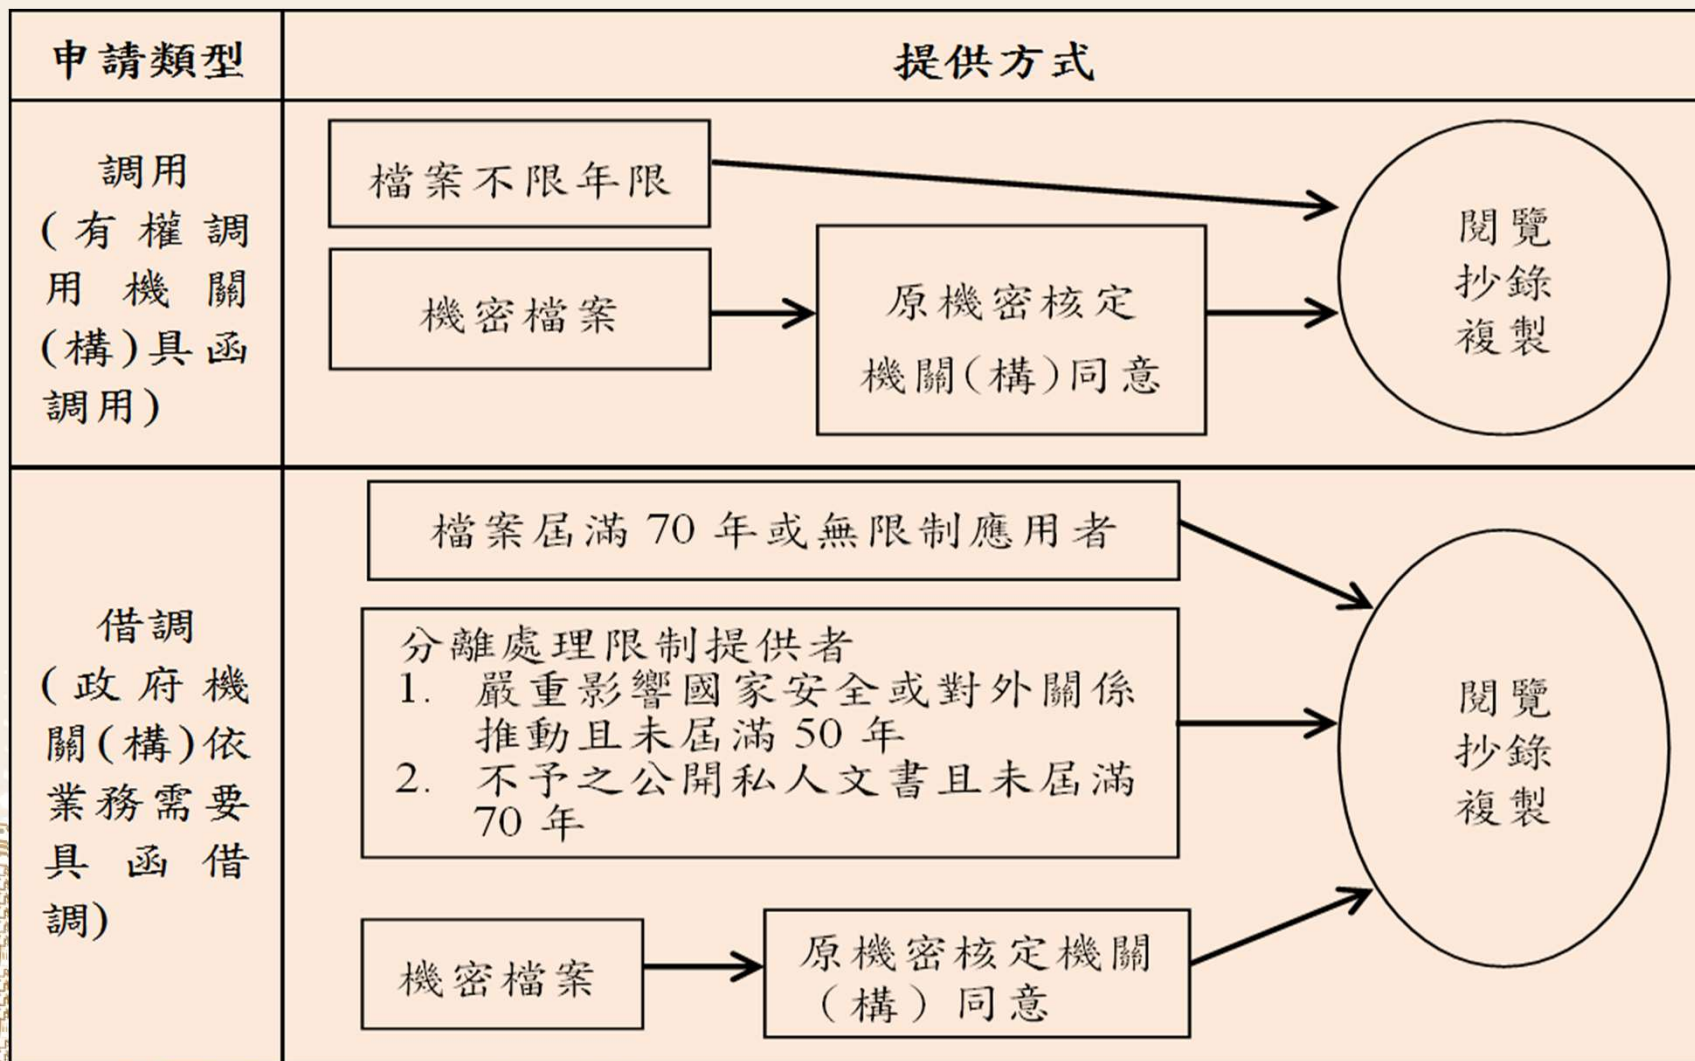 申請類型
提供方式
調用
(有權調
用機關
(構)具函
調用)
檔案不限年限
機密檔案
原機密核定
機關(構)同意
閱覽
抄錄
複製
借調
(政府機
關(構)依
業務需要
具函借
調)
檔案屆滿 70 年或無限制應用者
分離處理限制提供者
1. 嚴重影響國家安全或對外關係
推動且未屆滿 50 年
2. 不予之公開私人文書且未屆滿
70 年
機密檔案
原機密核定機關
(構)同意
閱覽
抄錄
複製